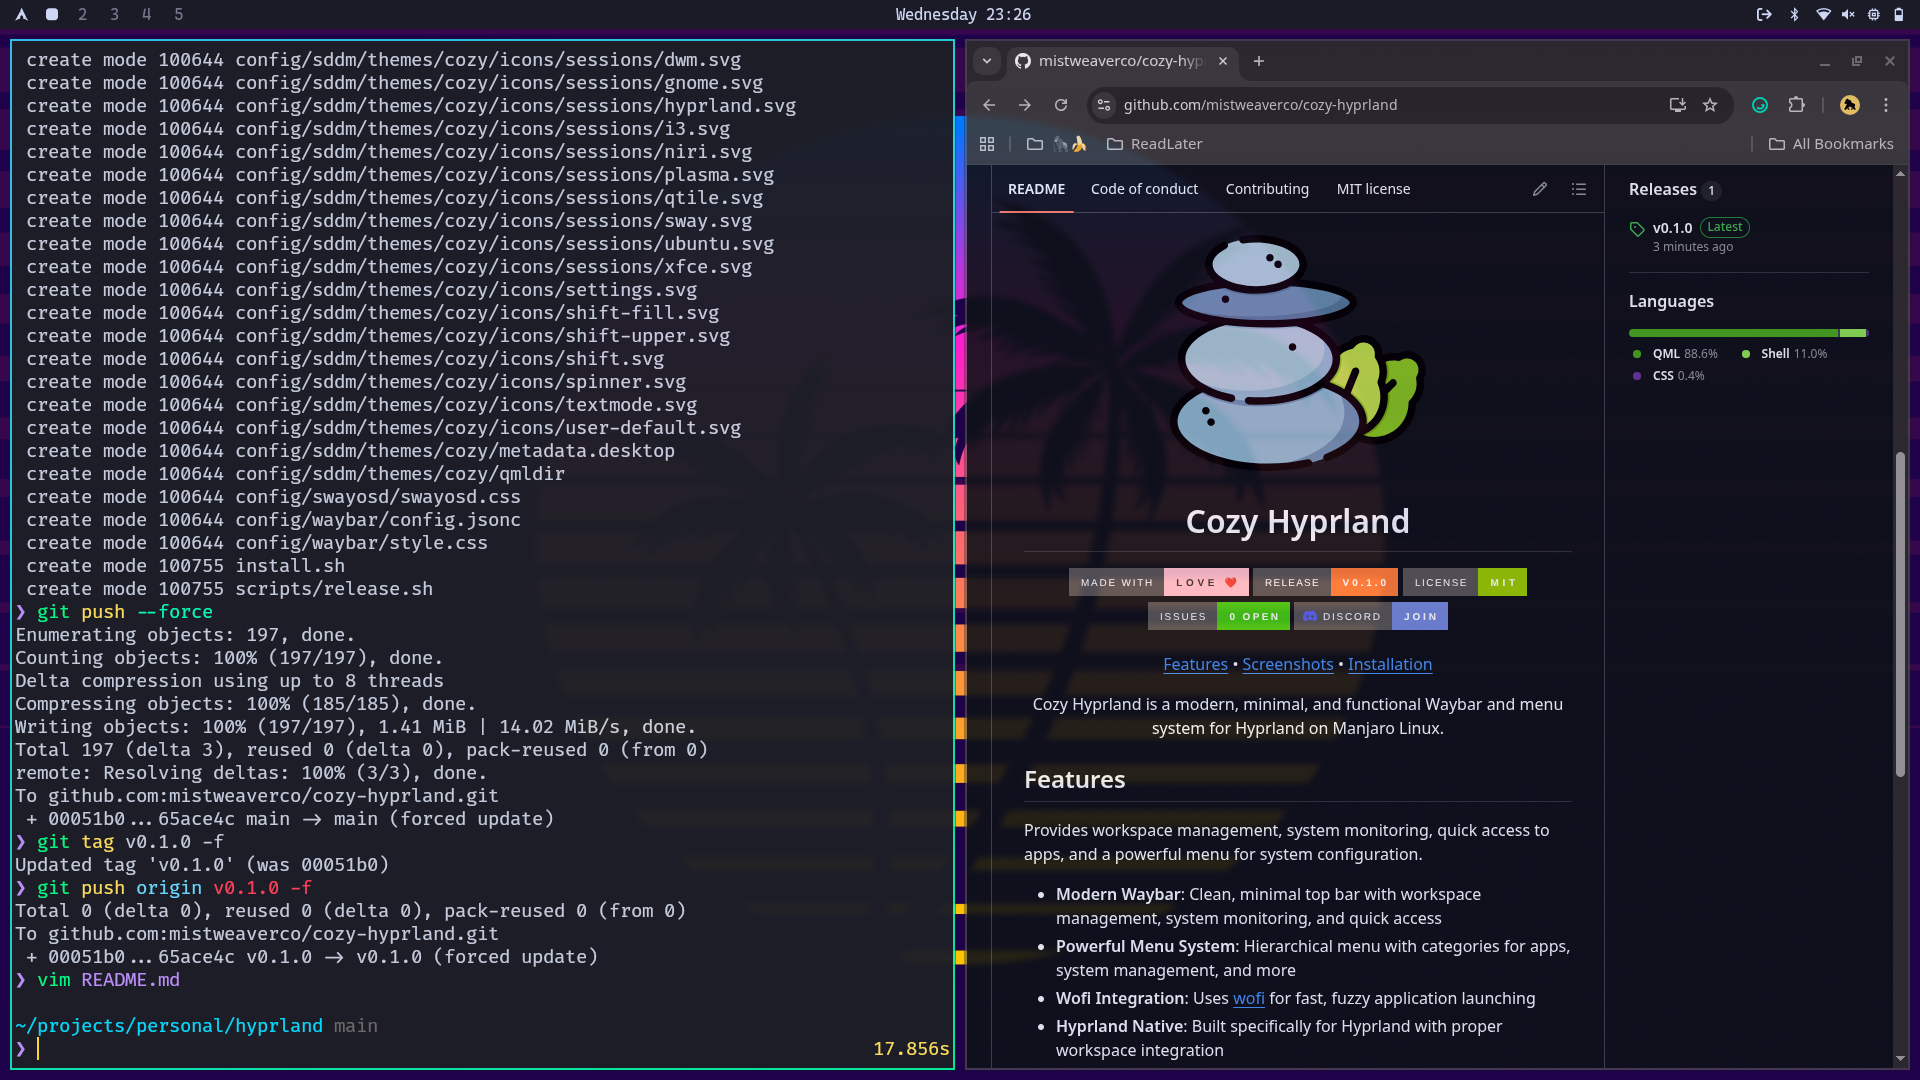 2 3 4 5
Wednesday 23:26
create mode 100644 config/sddm/themes/cozy/icons/sessions/dwm.svg
create mode 100644 config/sddm/themes/cozy/icons/sessions/gnome.svg
create mode 100644 config/sddm/themes/cozy/icons/sessions/hyprland.svg
create mode 100644 config/sddm/themes/cozy/icons/sessions/i3.svg
create mode 100644 config/sddm/themes/cozy/icons/sessions/niri.svg
create mode 100644 config/sddm/themes/cozy/icons/sessions/plasma.svg
create mode 100644 config/sddm/themes/cozy/icons/sessions/qtile.svg
create mode 100644 config/sddm/themes/cozy/icons/sessions/sway.svg
create mode 100644 config/sddm/themes/cozy/icons/sessions/ubuntu.svg
create mode 100644 config/sddm/themes/cozy/icons/sessions/xfce.svg
create mode 100644 config/sddm/themes/cozy/icons/settings.svg
create mode 100644 config/sddm/themes/cozy/icons/shift-fill.svg
create mode 100644 config/sddm/themes/cozy/icons/shift-upper.svg
create mode 100644 config/sddm/themes/cozy/icons/shift.svg
create mode 100644 config/sddm/themes/cozy/icons/spinner.svg
create mode 100644 config/sddm/themes/cozy/icons/textmode.svg
create mode 100644 config/sddm/themes/cozy/icons/user-default.svg
create mode 100644 config/sddm/themes/cozy/metadata.desktop
create mode 100644 config/sddm/themes/cozy/qmldir
create mode 100644 config/swayosd/swayosd.css
create mode 100644 config/waybar/config.jsonc
create mode 100644 config/waybar/style.css
create mode 100755 install.sh
create mode 100755 scripts/release.sh
❯ git push --force
Enumerating objects: 197, done.
Counting objects: 100% (197/197), done.
Delta compression using up to 8 threads
Compressing objects: 100% (185/185), done.
Writing objects: 100% (197/197), 1.41 MiB | 14.02 MiB/s, done.
Total 197 (delta 3), reused 0 (delta 0), pack-reused 0 (from 0)
remote: Resolving deltas: 100% (3/3), done.
To github.com:mistweaverco/cozy-hyprland.git
+ 00051b0...65ace4c main -> main (forced update)
❯ git tag v0.1.0 -f
Updated tag 'v0.1.0' (was 00051b0)
❯ git push origin v0.1.0 -f
Total 0 (delta 0), reused 0 (delta 0), pack-reused 0 (from 0)
To github.com:mistweaverco/cozy-hyprland.git
+ 00051b0...65ace4c v0.1.0 -> v0.1.0 (forced update)
❯ vim README.md
~/projects/personal/hyprland main
❯ 17.856s
mistweaverco/cozy-hyp
github.com/mistweaverco/cozy-hyprland
ReadLater
All Bookmarks
README Code of conduct Contributing MIT license
Cozy Hyprland
MADE WITH LOVE ❤️ RELEASE V0.1.0 LICENSE MIT
ISSUES 0 OPEN DISCORD JOIN
Features • Screenshots • Installation
Cozy Hyprland is a modern, minimal, and functional Waybar and menu
system for Hyprland on Manjaro Linux.
Features
Provides workspace management, system monitoring, quick access to
apps, and a powerful menu for system configuration.
• Modern Waybar: Clean, minimal top bar with workspace
management, system monitoring, and quick access
• Powerful Menu System: Hierarchical menu with categories for apps,
system management, and more
• Wofi Integration: Uses wofi for fast, fuzzy application launching
• Hyprland Native: Built specifically for Hyprland with proper
workspace integration
Releases 1
v0.1.0 Latest
3 minutes ago
Languages
QML 88.6% Shell 11.0%
CSS 0.4%